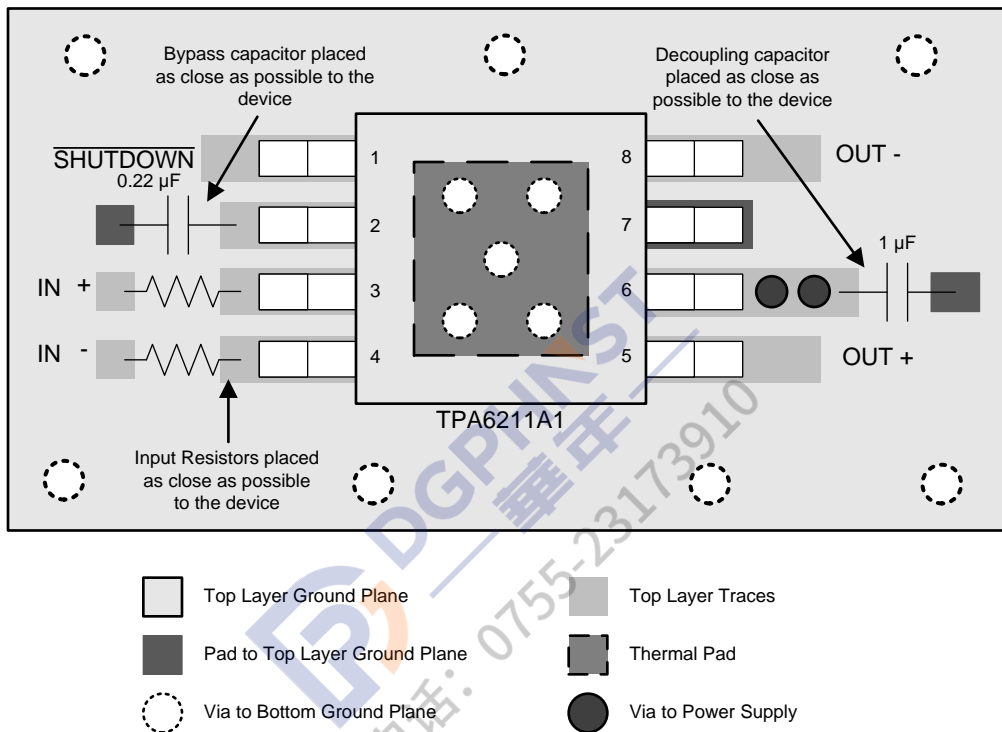 Bypass capacitor placed
as close as possible to the
device
Decoupling capacitor
placed as close as
possible to the device
SHUTDOWN
0.22 µF
1
8
OUT -
2
7
1 µF
IN +
3
6
IN -
4
5
OUT +
TPA6211A1
Input Resistors placed
as close as possible
to the device
DGPHNST
華年
话：0755-23173910
Top Layer Ground Plane
Top Layer Traces
Pad to Top Layer Ground Plane
Thermal Pad
Via to Bottom Ground Plane
Via to Power Supply